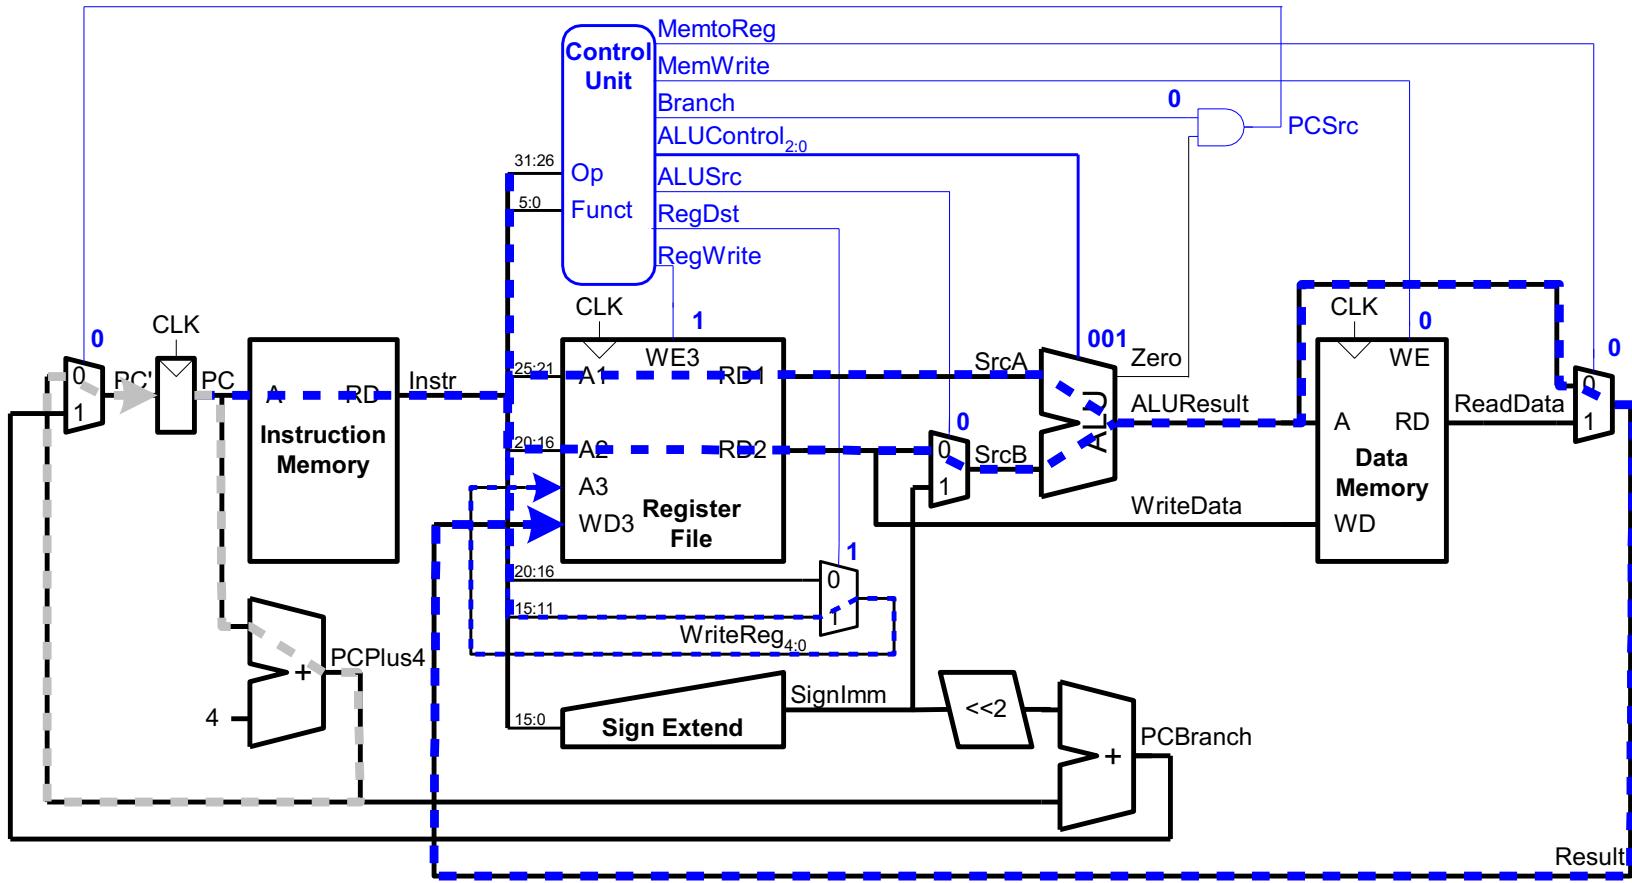 MemtoReg
Control
Unit
MemWrite
Branch
0
PCSrc
ALUControl2:0
31:26
Op
ALUSrc
5:0
Funct
RegDst
RegWrite
CLK
CLK
CLK
0
1
001
0
0
WE3
WE
0
PC'
PC
A
RD
Instr
25:21
A1
RD1
SrcA
Zero
0
1
ALU
ALUResult
A
RD
ReadData
1
Instruction
Memory
20:16
A2
RD2
0
0
SrcB
Data
Memory
A3
1
Register
File
WD3
WriteData
WD
20:16
1
0
15:11
1
WriteReg4:0
PCPlus4
+
4
SignImm
<<2
15:0
Sign Extend
PCBranch
+
Result